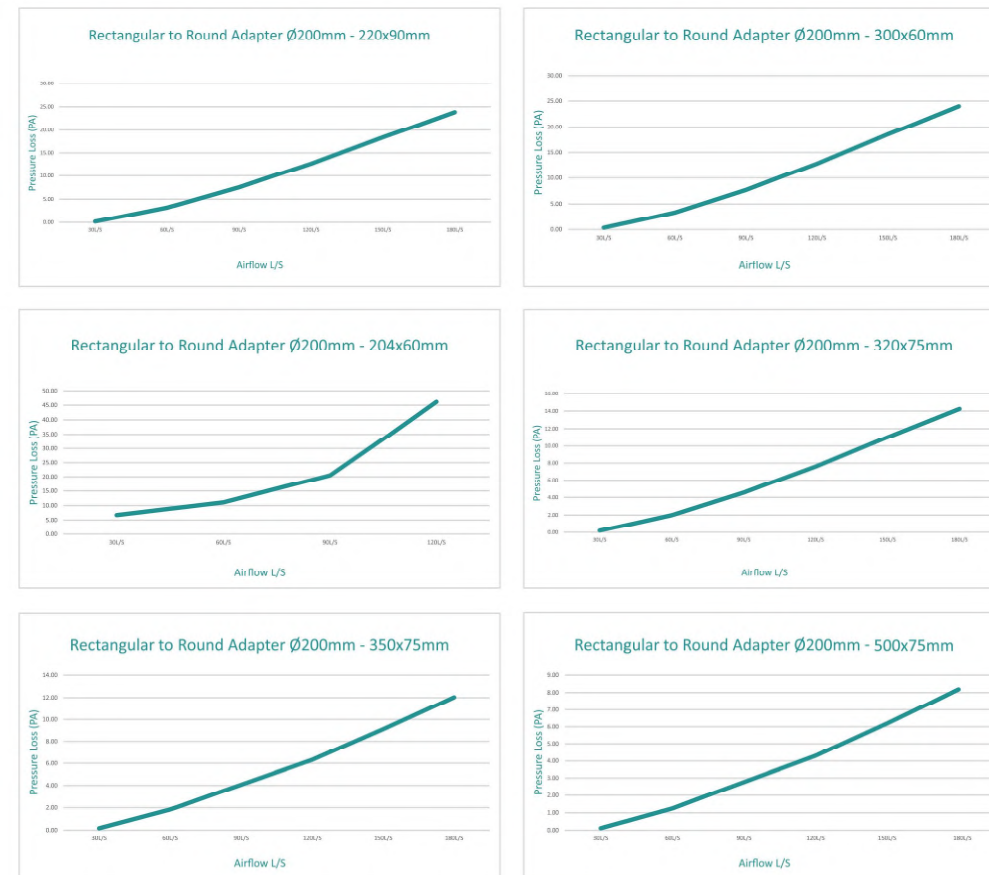 Rectangular to Round Adapter Ø200mm - 220x90mm
Pressure Loss (PA)
30.00
25.00
20.00
15.00
10.00
5.00
0.00
30L/S 60L/S 90L/S 120L/S 150L/S 180L/S
Airflow L/S
Rectangular to Round Adapter Ø200mm - 300x60mm
Pressure Loss (PA)
30.00
25.00
20.00
15.00
10.00
5.00
0.00
30L/S 60L/S 90L/S 120L/S 150L/S 180L/S
Airflow L/S
Rectangular to Round Adapter Ø200mm - 204x60mm
Pressure Loss (PA)
50.00
45.00
40.00
35.00
30.00
25.00
20.00
15.00
10.00
5.00
0.00
30L/S 60L/S 90L/S 120L/S
Airflow L/S
Rectangular to Round Adapter Ø200mm - 320x75mm
Pressure Loss (PA)
16.00
14.00
12.00
10.00
8.00
6.00
4.00
2.00
0.00
30L/S 60L/S 90L/S 120L/S 150L/S 180L/S
Airflow L/S
Rectangular to Round Adapter Ø200mm - 350x75mm
Pressure Loss (PA)
14.00
12.00
10.00
8.00
6.00
4.00
2.00
0.00
30L/S 60L/S 90L/S 120L/S 150L/S 180L/S
Airflow L/S
Rectangular to Round Adapter Ø200mm - 500x75mm
Pressure Loss (PA)
9.00
8.00
7.00
6.00
5.00
4.00
3.00
2.00
1.00
0.00
30L/S 60L/S 90L/S 120L/S 150L/S 180L/S
Airflow L/S